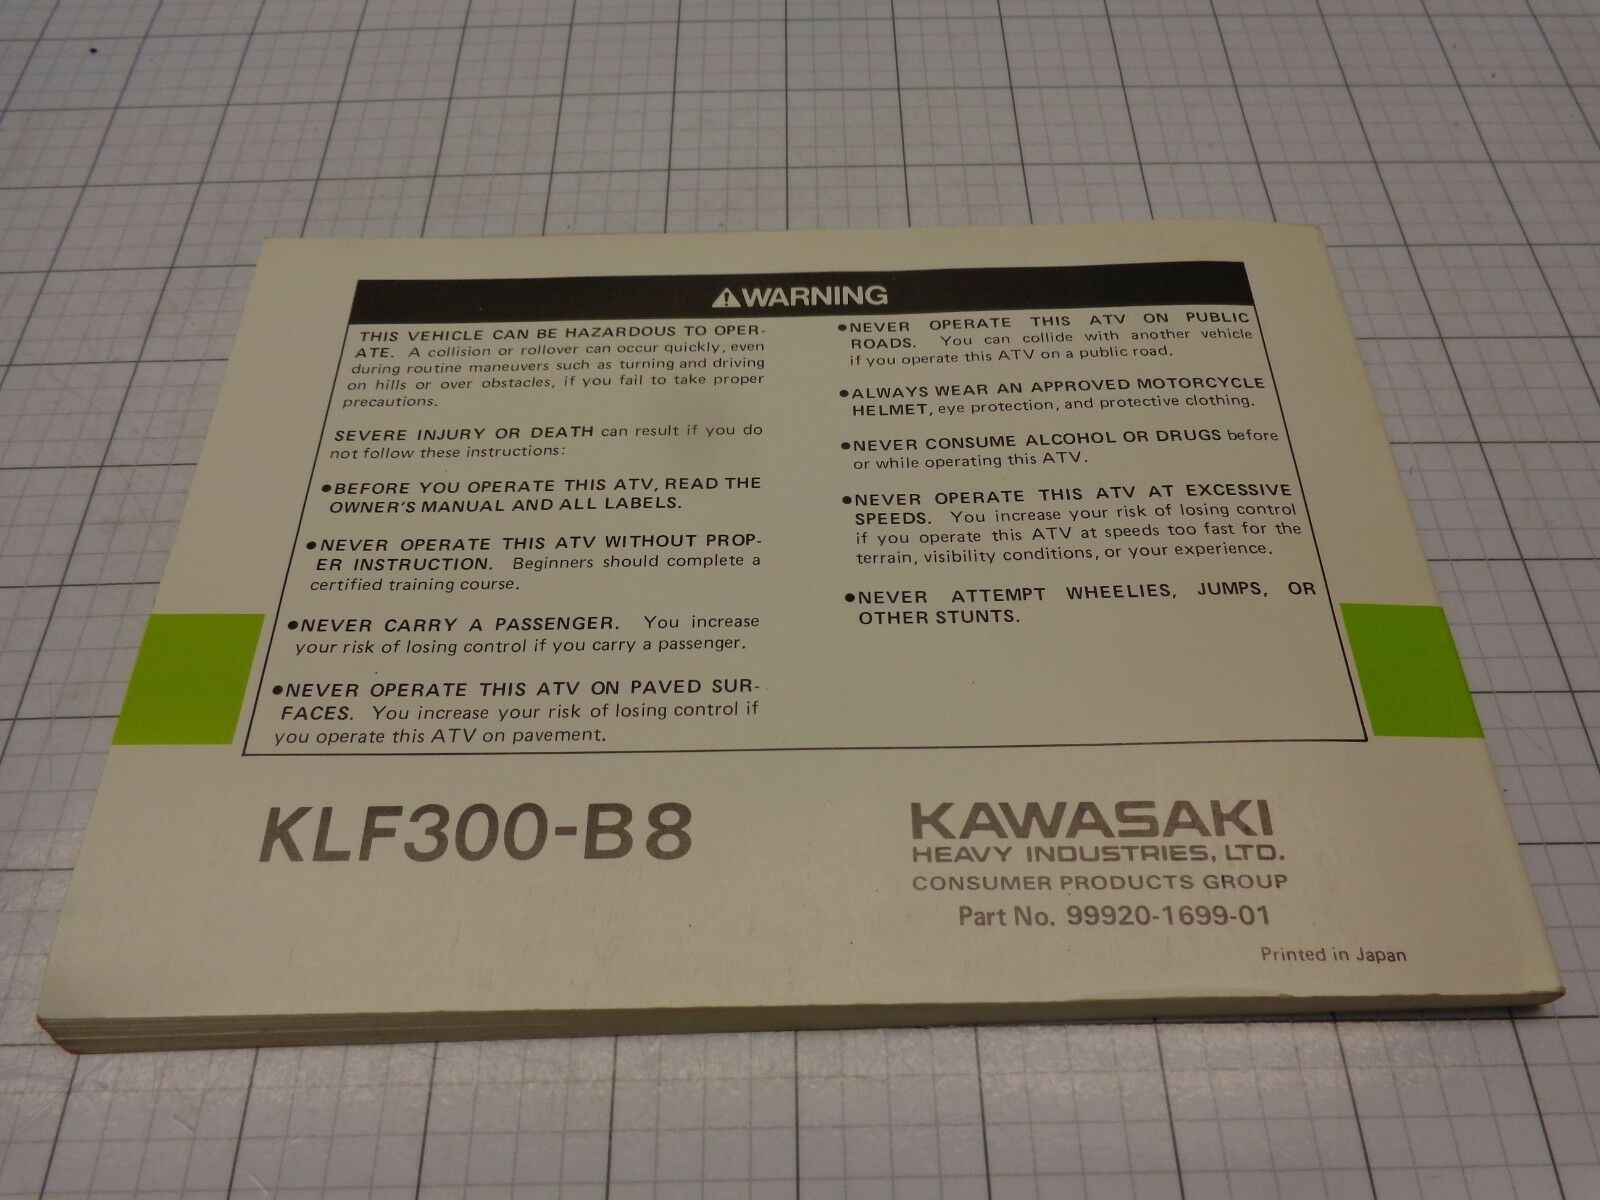 ⚠WARNING
THIS VEHICLE CAN BE HAZARDOUS TO OPER-
ATE. A collision or rollover can occur quickly, even
during routine maneuvers such as turning and driving
on hills or over obstacles, if you fail to take proper
precautions.
SEVERE INJURY OR DEATH can result if you do
not follow these instructions:
●BEFORE YOU OPERATE THIS ATV, READ THE
OWNER'S MANUAL AND ALL LABELS.
●NEVER OPERATE THIS ATV WITHOUT PROP-
ER INSTRUCTION. Beginners should complete a
certified training course.
●NEVER CARRY A PASSENGER. You increase
your risk of losing control if you carry a passenger.
●NEVER OPERATE THIS ATV ON PAVED SUR-
FACES. You increase your risk of losing control if
you operate this ATV on pavement.
●NEVER OPERATE THIS ATV ON PUBLIC
ROADS. You can collide with another vehicle
if you operate this ATV on a public road.
●ALWAYS WEAR AN APPROVED MOTORCYCLE
HELMET, eye protection, and protective clothing.
●NEVER CONSUME ALCOHOL OR DRUGS before
or while operating this ATV.
●NEVER OPERATE THIS ATV AT EXCESSIVE
SPEEDS. You increase your risk of losing control
if you operate this ATV at speeds too fast for the
terrain, visibility conditions, or your experience.
●NEVER ATTEMPT WHEELIES, JUMPS, OR
OTHER STUNTS.
KLF300-B8
KAWASAKI
HEAVY INDUSTRIES, LTD.
CONSUMER PRODUCTS GROUP
Part No. 99920-1699-01
Printed in Japan